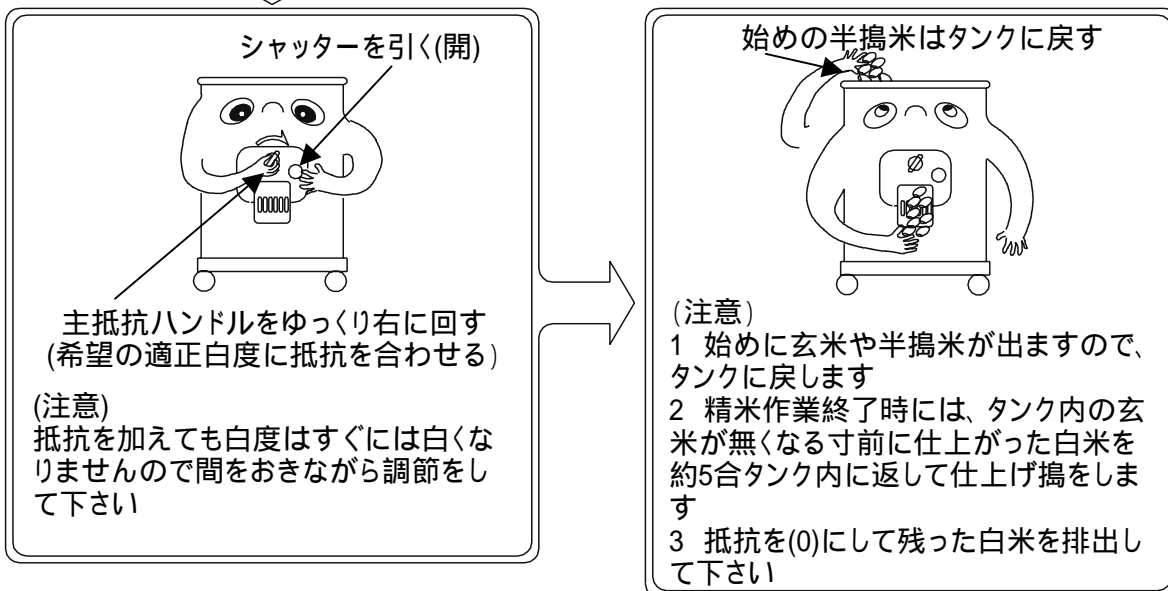 シャッターを引く(開)
主抵抗ハンドルをゆっくり右に回す
(希望の適正白度に抵抗を合わせる)
(注意)
抵抗を加えても白度はすぐには白くな
りませんので間をおきながら調節をし
て下さい
始めの半搗米はタンクに戻す
(注意)
1 始めに玄米や半搗米が出ますので、
タンクに戻します
2 精米作業終了時には、タンク内の玄
米が無くなる寸前に仕上がった白米を
約5合タンク内に返して仕上げ搗をしま
す
3 抵抗を(0)にして残った白米を排出し
て下さい